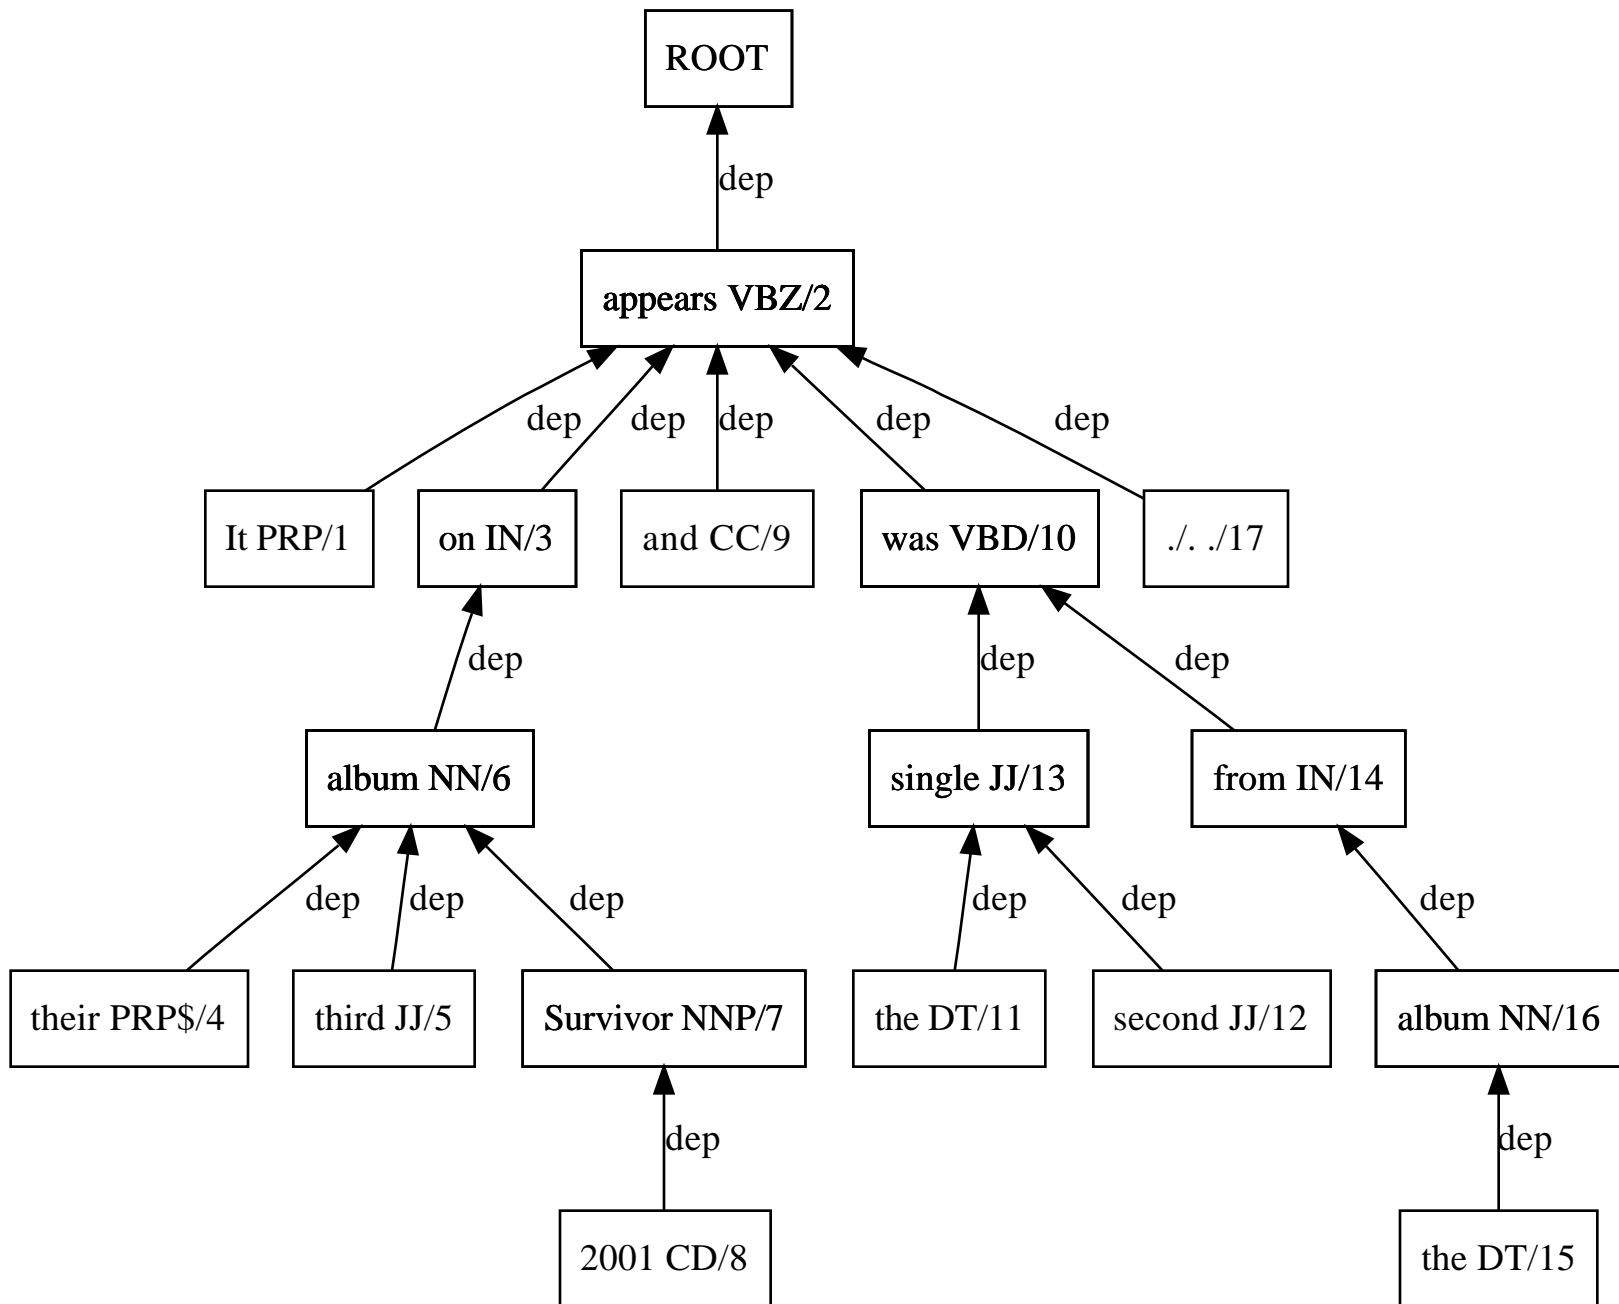 ROOT
dep
appears VBZ/2
dep dep dep dep dep
It PRP/1 on IN/3 and CC/9 was VBD/10 ./. ./17
dep dep dep
album NN/6 single JJ/13 from IN/14
dep dep dep dep dep dep
their PRP$/4 third JJ/5 Survivor NNP/7 the DT/11 second JJ/12 album NN/16
dep dep
2001 CD/8 the DT/15